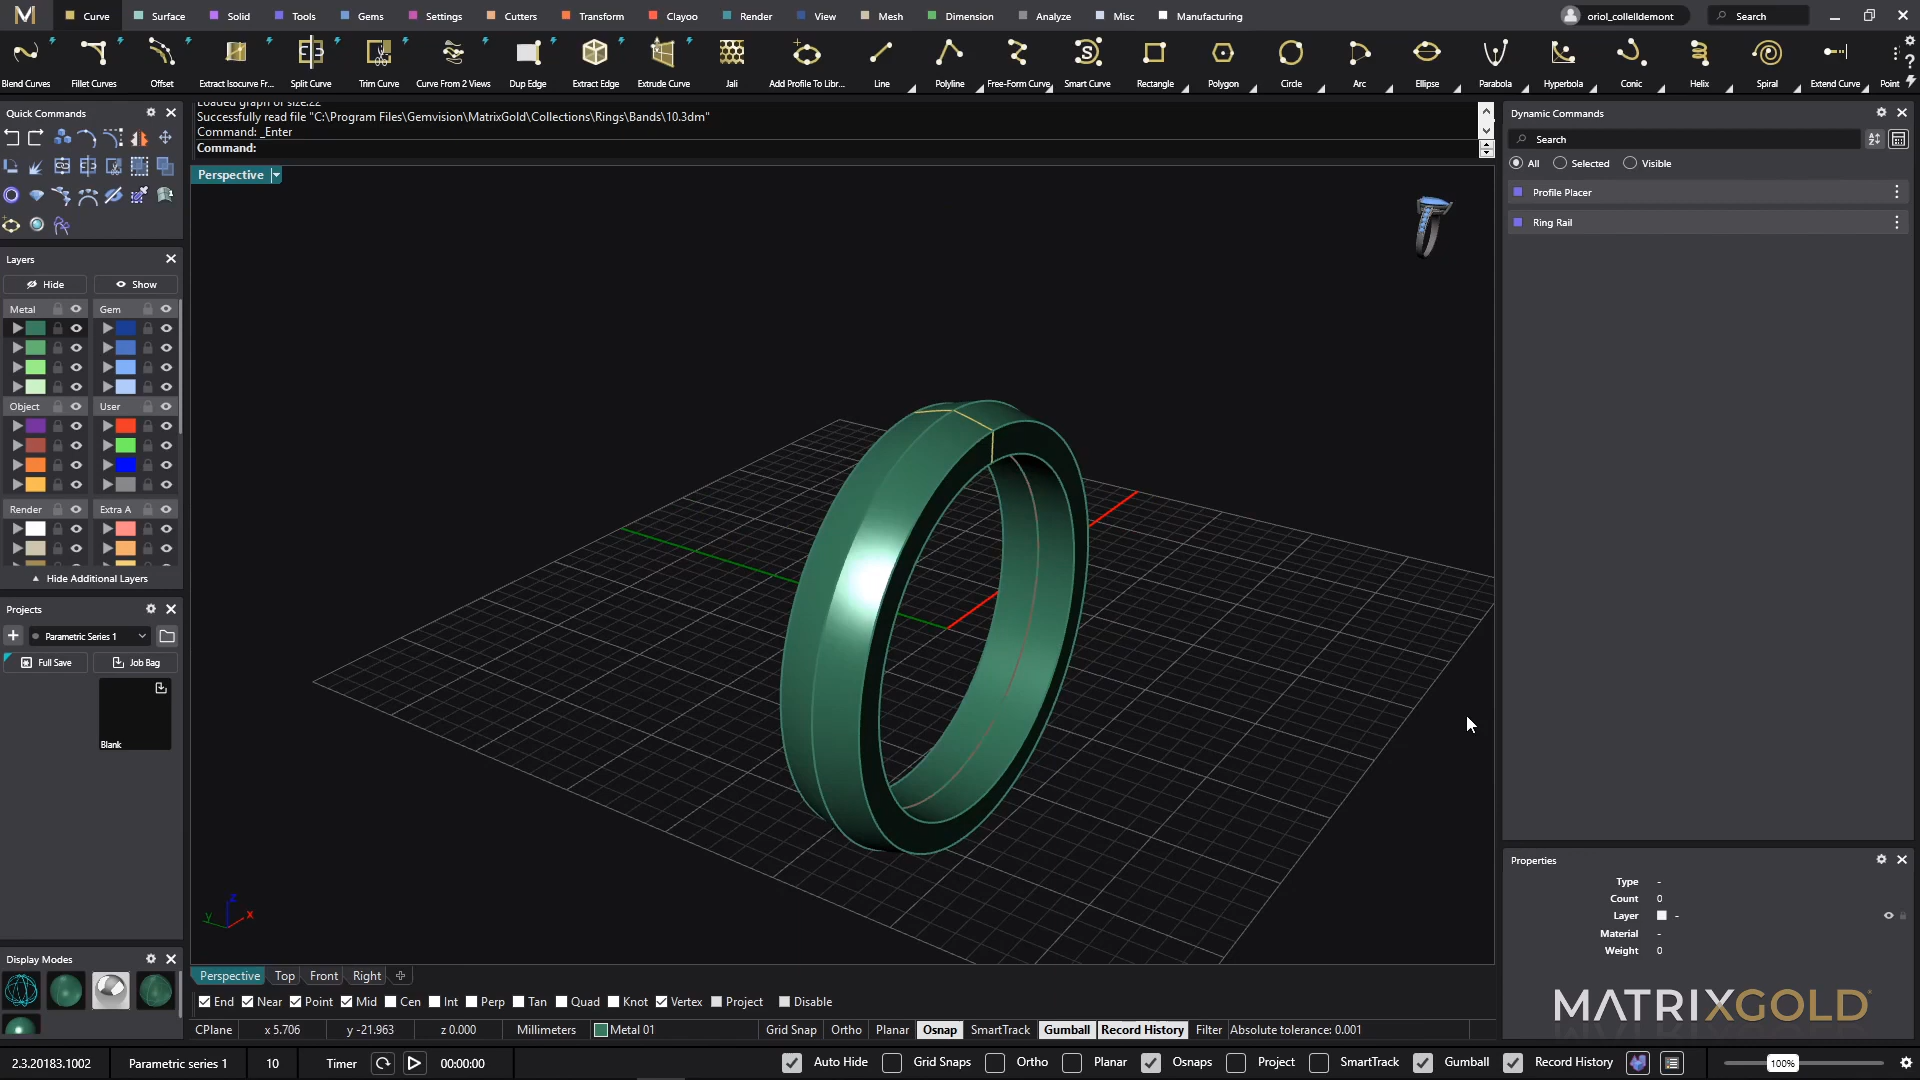 Curve Surface Solid Tools Gems Settings Cutters Transform Clayoo Render View Mesh Dimension Analyze Misc Manufacturing oriol_collelldemont Search
Blend Curves Fillet Curves Offset Extract Isocurve Fr... Split Curve Trim Curve Curve From 2 Views Dup Edge Extract Edge Extrude Curve Jali Add Profile To Libr... Line Polyline Free-Form Curve Smart Curve Rectangle Polygon Circle Arc Ellipse Parabola Hyperbola Conic Helix Spiral Extend Curve Point
Quick Commands
Loaded graph of size:22
Successfully read file "C:\Program Files\Gemvision\MatrixGold\Collections\Rings\Bands\10.3dm"
Command: _Enter
Command:
Perspective
Layers
Hide Show
Metal Gem
Object User
Render Extra A
Hide Additional Layers
Projects
Parametric Series 1
Full Save Job Bag
Blank
Display Modes
z
y x
Perspective Top Front Right
End Near Point Mid Cen Int Perp Tan Quad Knot Vertex Project Disable
CPlane x 5.706 y -21.963 z 0.000 Millimeters Metal 01 Grid Snap Ortho Planar Osnap SmartTrack Gumball Record History Filter Absolute tolerance: 0.001
Dynamic Commands
Search
All Selected Visible
Profile Placer
Ring Rail
Properties
Type -
Count 0
Layer -
Material -
Weight 0
MATRIXGOLD
2.3.20183.1002 Parametric series 1 10 Timer 00:00:00 Auto Hide Grid Snaps Ortho Planar Osnaps Project SmartTrack Gumball Record History 100%